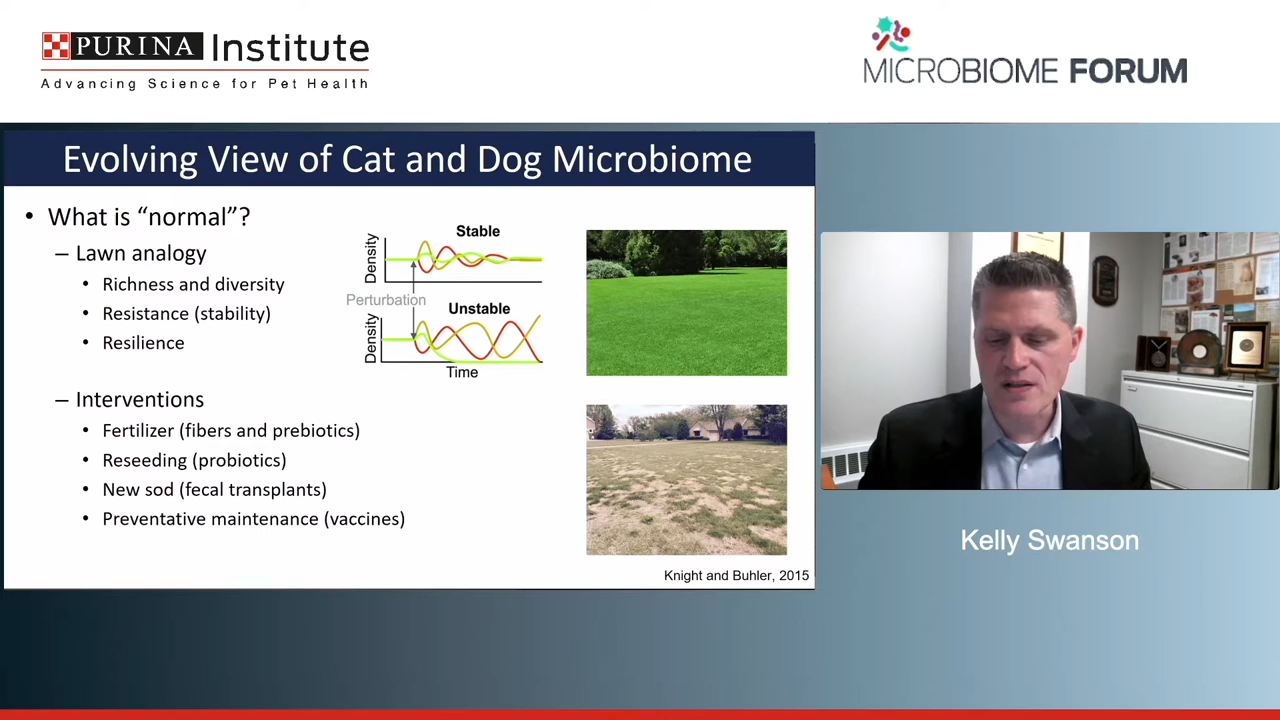 PURINA Institute
Advancing Science for Pet Health
MICROBIOME FORUM
Evolving View of Cat and Dog Microbiome
• What is “normal”?
– Lawn analogy
• Richness and diversity
• Resistance (stability)
• Resilience
Stable
Density
Perturbation
Unstable
Density
Time
– Interventions
• Fertilizer (fibers and prebiotics)
• Reseeding (probiotics)
• New sod (fecal transplants)
• Preventative maintenance (vaccines)
Knight and Buhler, 2015
Kelly Swanson